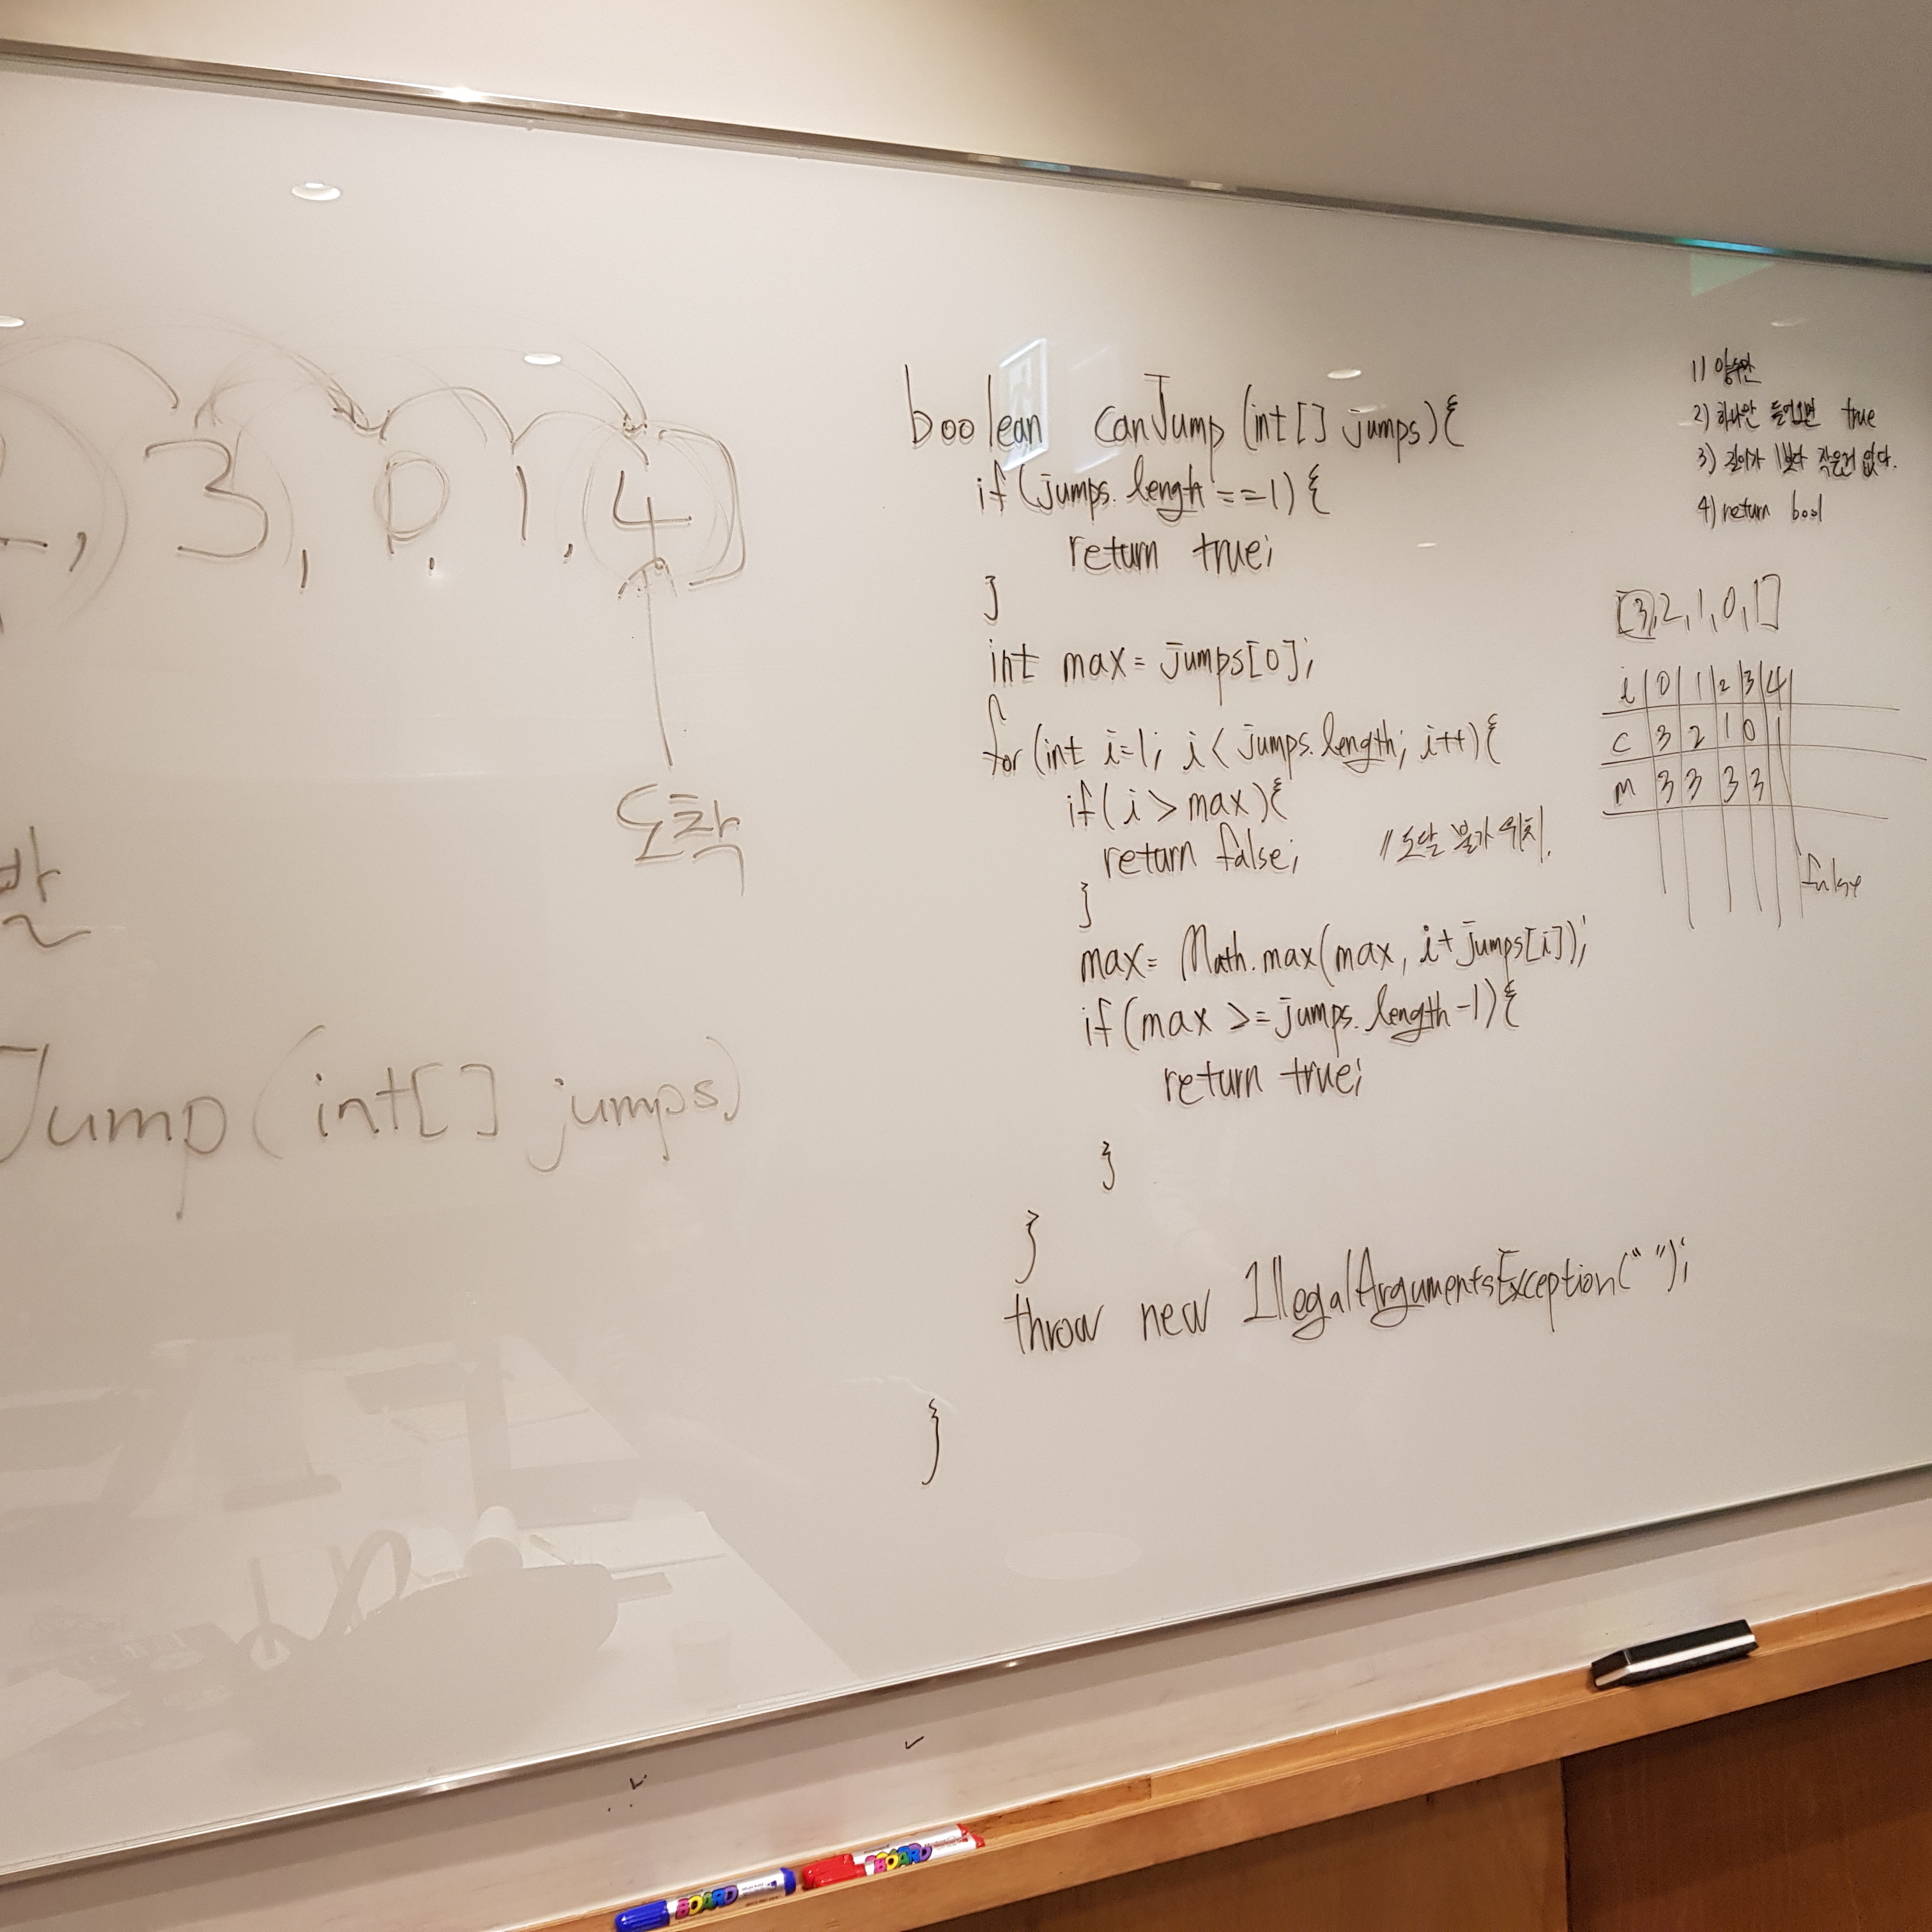 , 3, 0, 1, 4]
도착
발
Jump(int[] jumps)
boolean canJump (int[] jumps){
if (jumps.lengh==1){
return true;
}
int max = jumps[0];
for (int i=1; i < jumps.length; i++){
if(i > max){
return false; // 도달 불가 위치.
}
max= Math.max(max, i+jumps[i]);
if(max >= jumps.length-1){
return true;
}
}
throw new IllegalArgumentsException(" ");
}
1) 양수만
2) 하나만 들어오면 true
3) 길이가 1보다 작은건 없다.
4) return bool
[3,2,1,0,1]
i 0 1 2 3 4
c 3 2 1 0 1
m 3 3 3 3
false
BOARD
BOARD